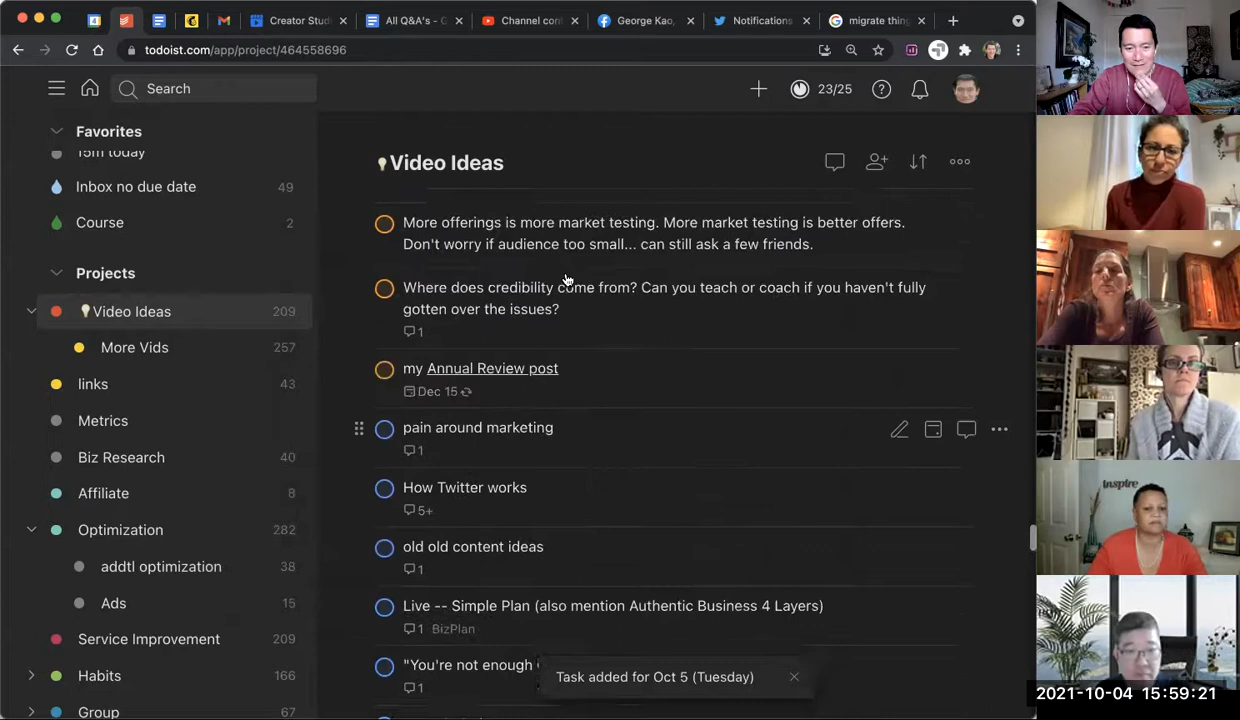 Creator Stud
All Q&A's - G
Channel con
George Kao,
Notifications
migrate thing
todoist.com/app/project/464558696
Search
23/25
Favorites
15m today
Inbox no due date 49
Course 2
Projects
Video Ideas 209
More Vids 257
links 43
Metrics
Biz Research 40
Affiliate 8
Optimization 282
addtl optimization 38
Ads 15
Service Improvement 209
Habits 166
Group 67
Video Ideas
More offerings is more market testing. More market testing is better offers.
Don't worry if audience too small... can still ask a few friends.
Where does credibility come from? Can you teach or coach if you haven't fully
gotten over the issues?
1
my Annual Review post
Dec 15
pain around marketing
1
How Twitter works
5+
old old content ideas
1
Live -- Simple Plan (also mention Authentic Business 4 Layers)
1 BizPlan
"You're not enough
1
Task added for Oct 5 (Tuesday)
inspire
2021-10-04 15:59:21